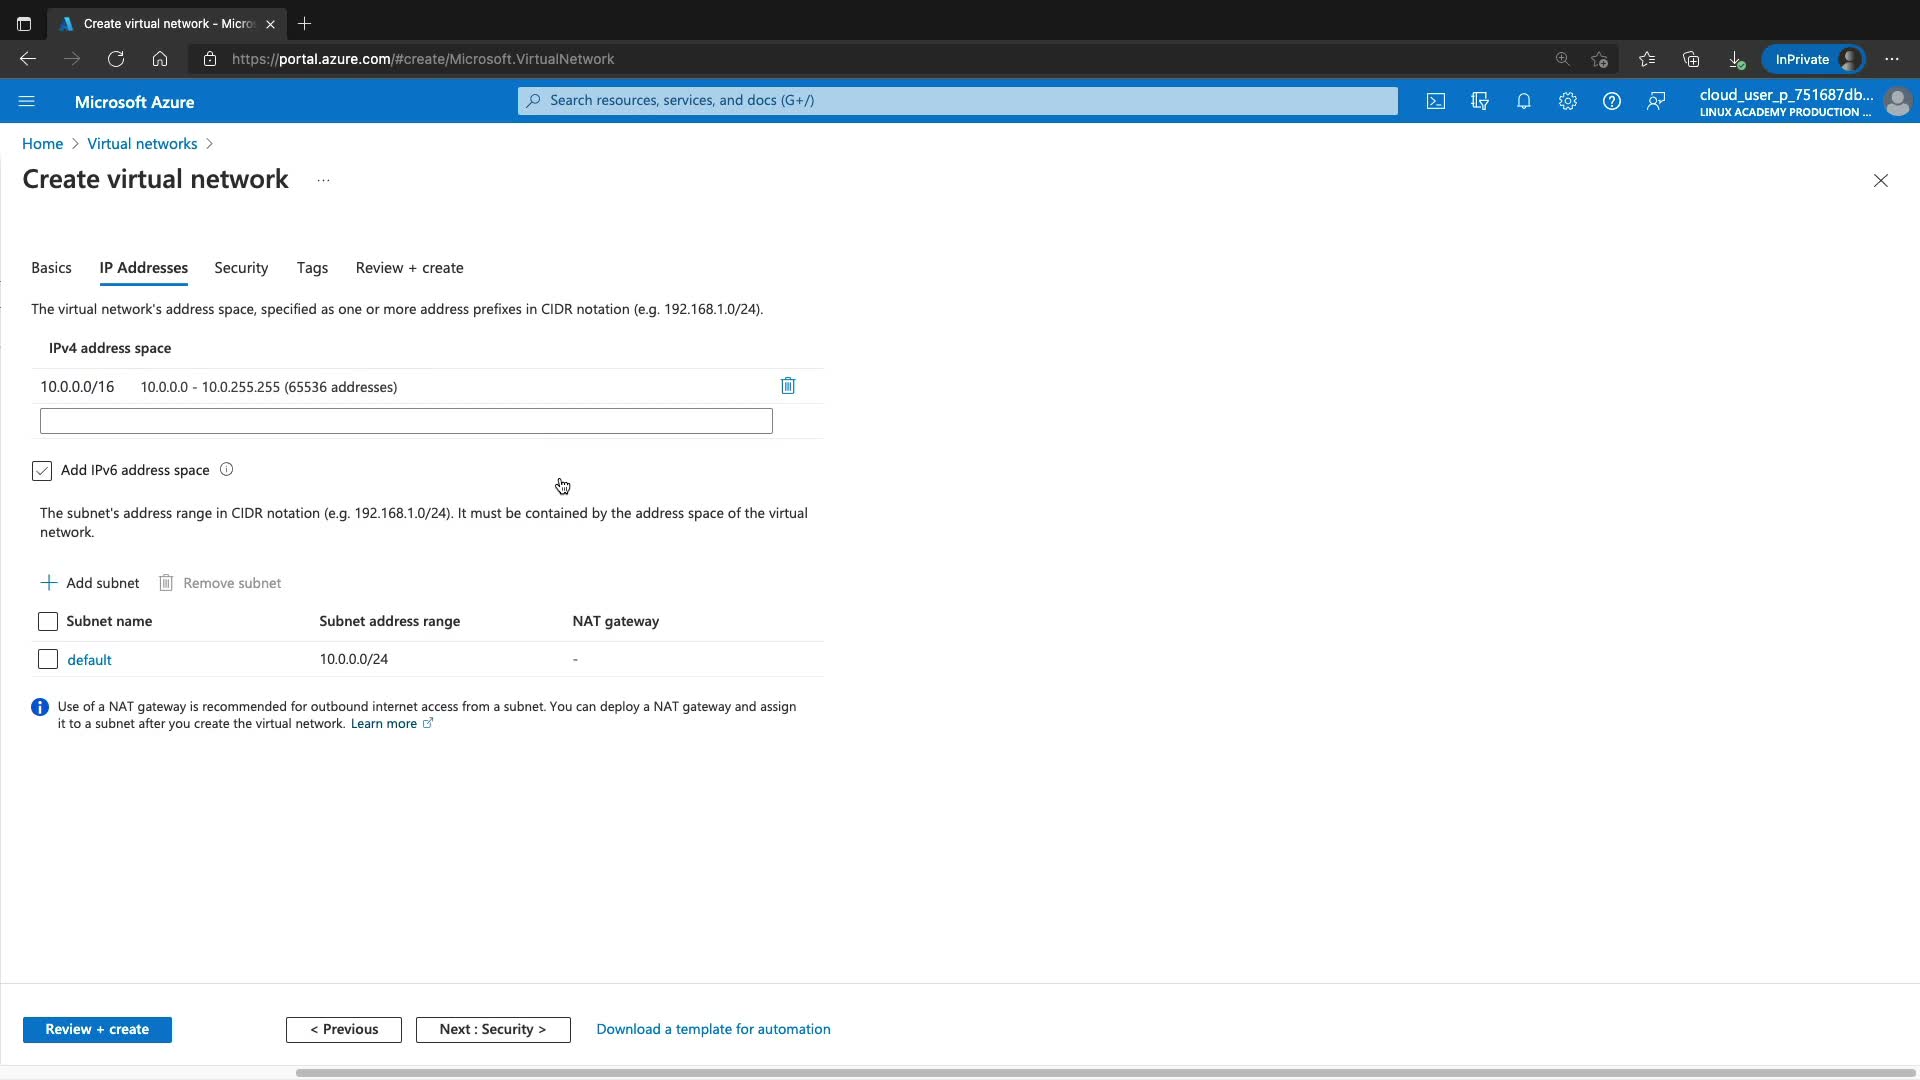 Create virtual network - Micro
https://portal.azure.com/#create/Microsoft.VirtualNetwork
InPrivate
Microsoft Azure
Search resources, services, and docs (G+/)
cloud_user_p_751687db...
LINUX ACADEMY PRODUCTION ...
Home > Virtual networks >
Create virtual network ...
Basics IP Addresses Security Tags Review + create
The virtual network's address space, specified as one or more address prefixes in CIDR notation (e.g. 192.168.1.0/24).
IPv4 address space
10.0.0.0/16 10.0.0.0 - 10.0.255.255 (65536 addresses)
Add IPv6 address space
The subnet's address range in CIDR notation (e.g. 192.168.1.0/24). It must be contained by the address space of the virtual
network.
+ Add subnet Remove subnet
Subnet name Subnet address range NAT gateway
default 10.0.0.0/24 -
Use of a NAT gateway is recommended for outbound internet access from a subnet. You can deploy a NAT gateway and assign
it to a subnet after you create the virtual network. Learn more
Review + create < Previous Next : Security > Download a template for automation